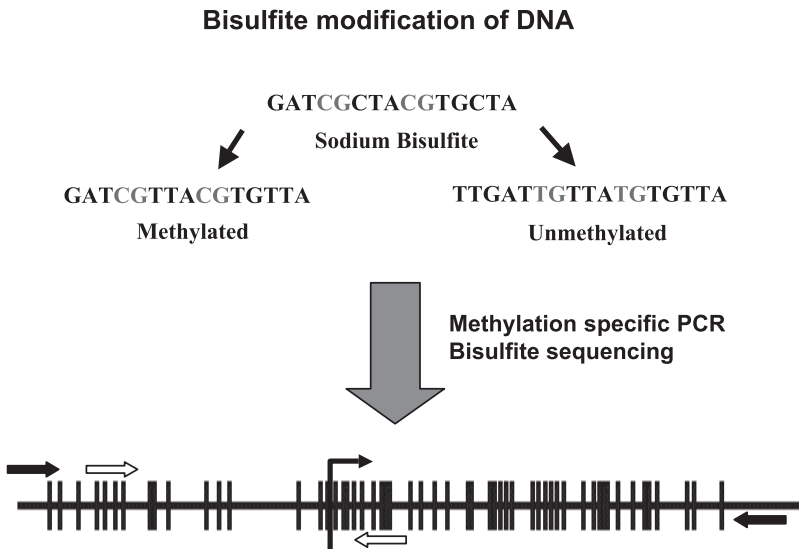 Bisulfite modification of DNA
GATCGCTACGTGCTA
Sodium Bisulfite
GATCGTTACGTGTTA
TTGATTGTTATGTGTTA
Methylated
Unmethylated
Methylation specific PCR
Bisulfite sequencing